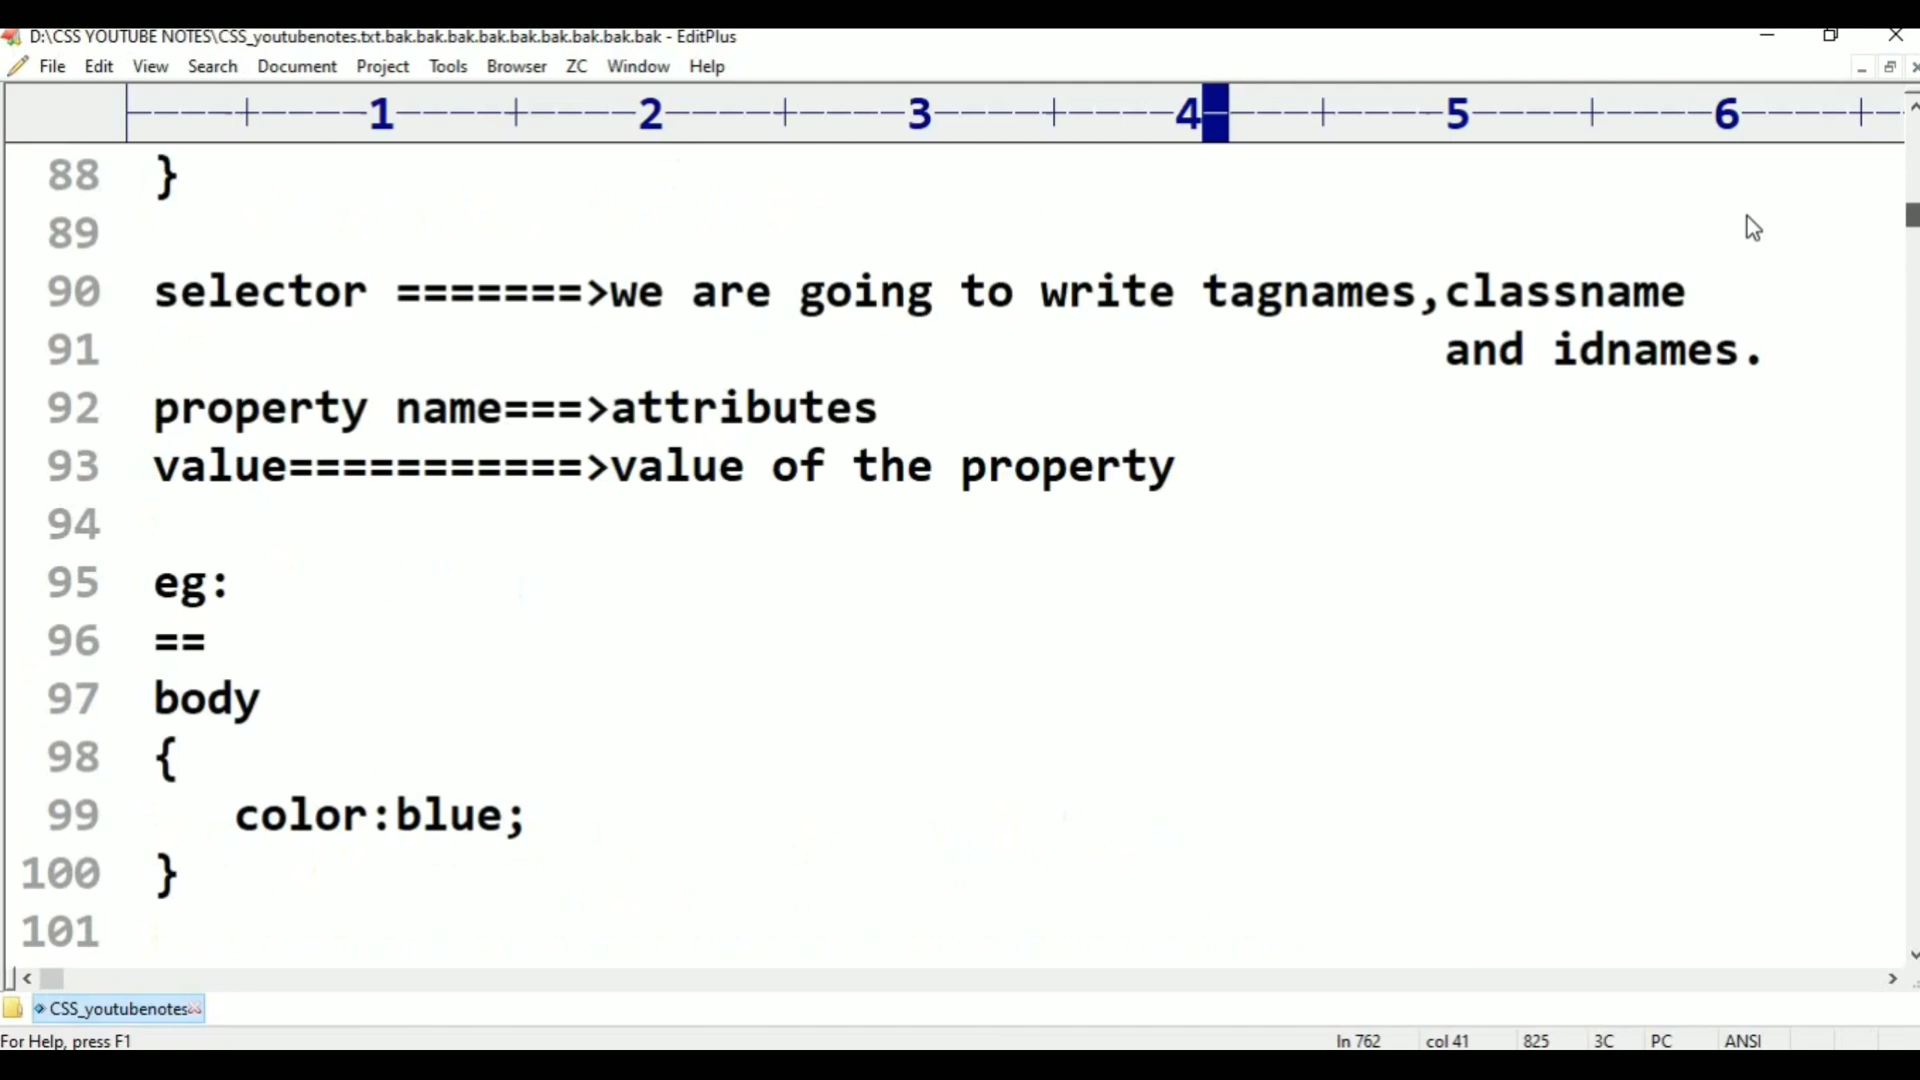 D:\CSS YOUTUBE NOTES\CSS_youtubenotes.txt.bak.bak.bak.bak.bak.bak.bak.bak.bak - EditPlus
File Edit View Search Document Project Tools Browser ZC Window Help
1 2 3 4 5 6
88 }
89
90 selector =======>we are going to write tagnames,classname
91 and idnames.
92 property name===>attributes
93 value===========>value of the property
94
95 eg:
96 ==
97 body
98 {
99 color:blue;
100 }
101
CSS_youtubenotes
For Help, press F1 ln 762 col 41 825 3C PC ANSI